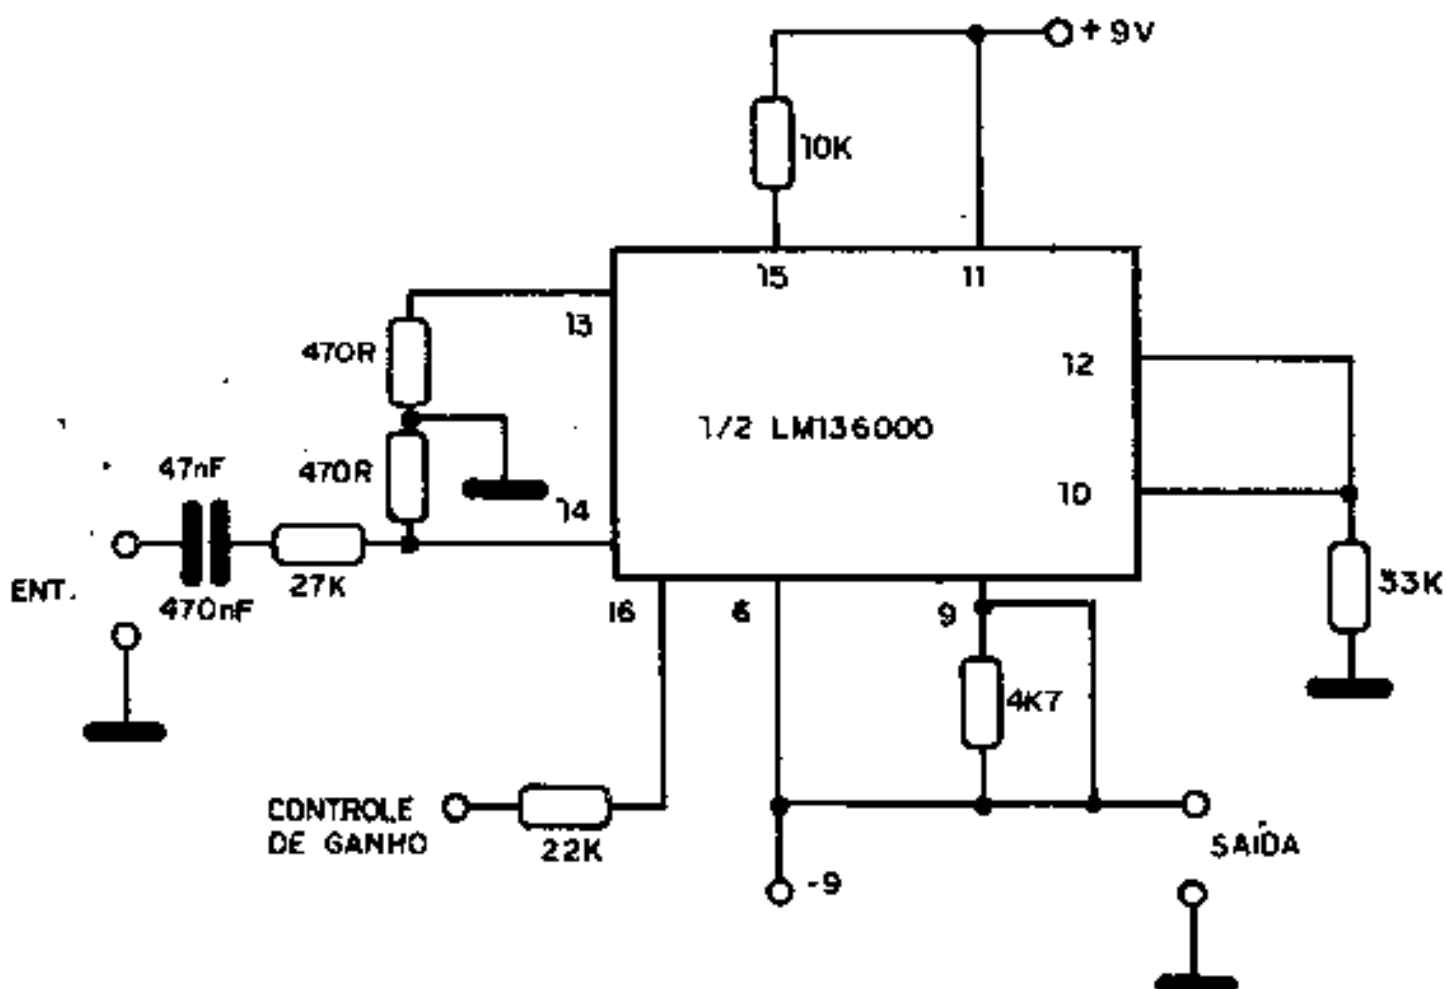 + 9V
10K
15
11
13
470R
12
1/2 LM136000
47nF
470R
10
14
ENT.
27K
470nF
16
6
9
33K
4K7
CONTROLE
DE GANHO
22K
SAÍDA
-9